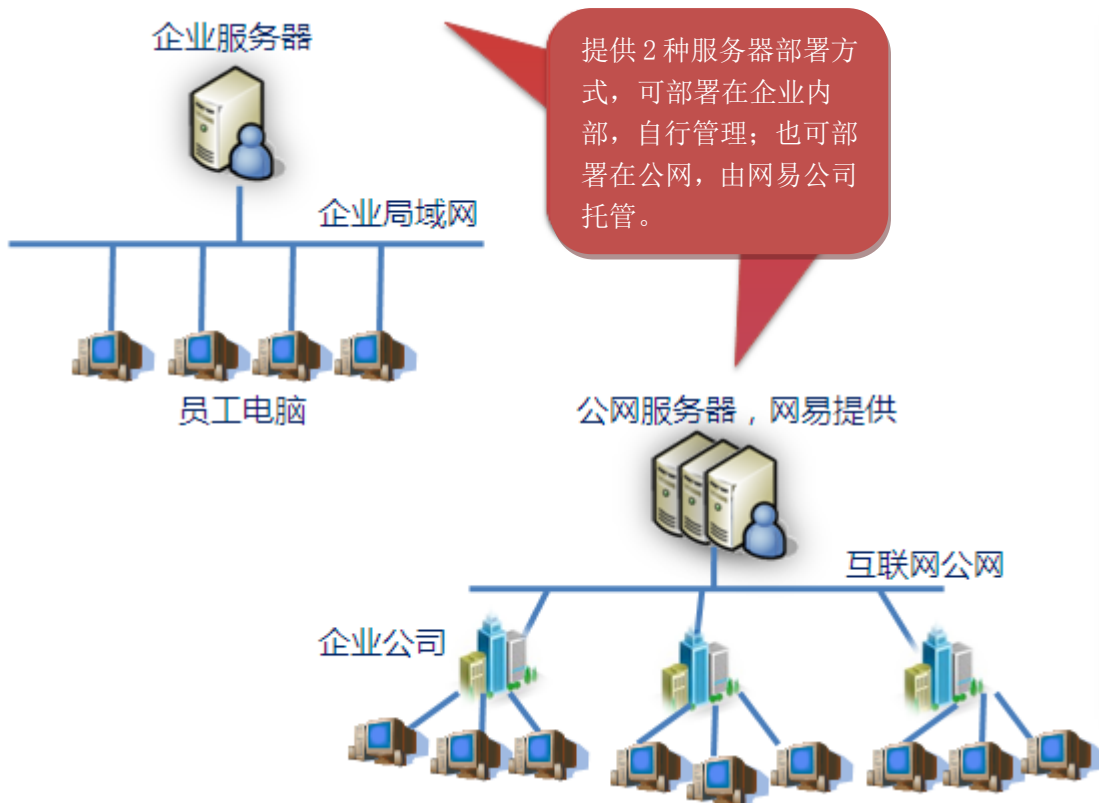 企业服务器
提供2种服务器部署方
式，可部署在企业内
部，自行管理；也可部
署在公网，由网易公司
托管。
企业局域网
员工电脑
公网服务器，网易提供
互联网公网
企业公司